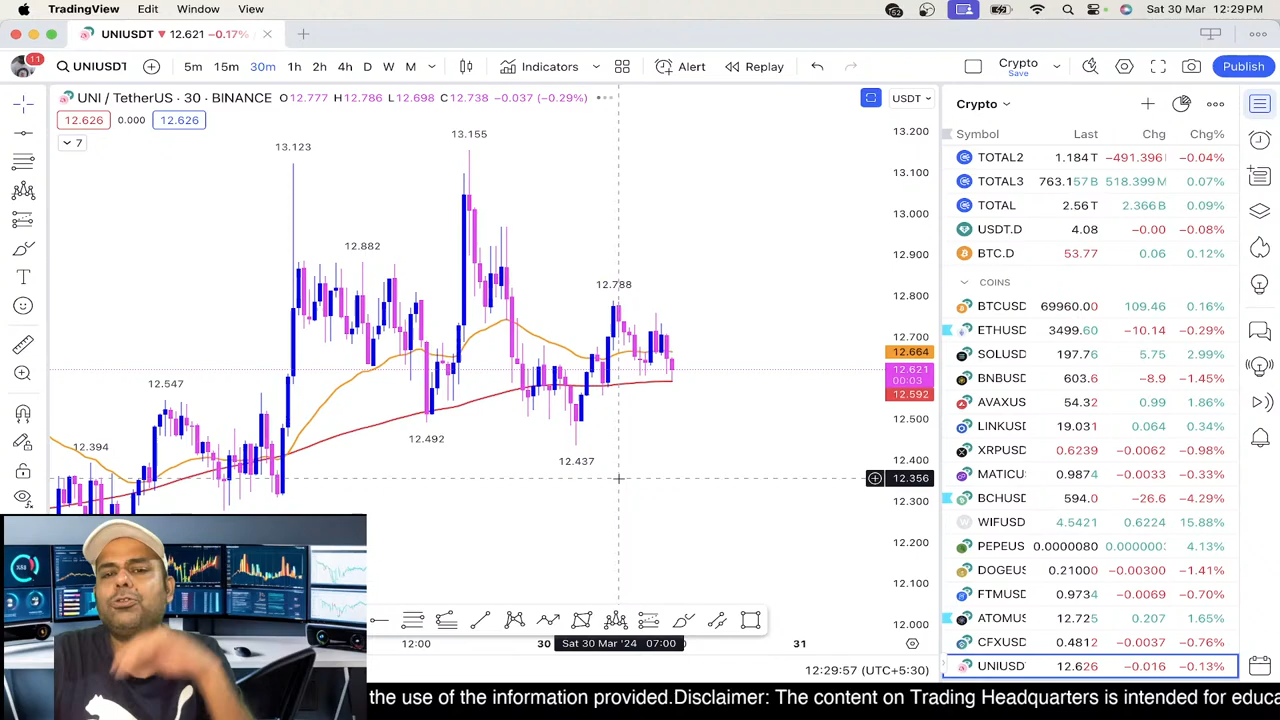 TradingView Edit Window View
52
Sat 30 Mar 12:29 PM
UNIUSDT ▼ 12.621 −0.17%
11
UNIUSDT 5m 15m 30m 1h 2h 4h D W M Indicators Alert Replay
Crypto
Save
Publish
UNI / TetherUS · 30 · BINANCE O12.777 H12.786 L12.698 C12.738 −0.037 (−0.29%)
USDT
12.626 0.000 12.626
7
13.155
13.123
12.882
12.788
12.547
12.492
12.437
12.394
13.200
13.100
13.000
12.900
12.800
12.700
12.664
12.621
00:03
12.592
12.500
12.400
12.356
12.300
12.200
12.100
12.000
12:00 30 Sat 30 Mar '24 07:00 31
12:29:57 (UTC+5:30)
Crypto
Symbol Last Chg Chg%
TOTAL2 1.184T −491.396 −0.04%
TOTAL3 763.157B 518.399M 0.07%
TOTAL 2.56T 2.366B 0.09%
USDT.D 4.08 −0.00 −0.08%
BTC.D 53.77 0.06 0.12%
COINS
BTCUSD 69960.00 109.46 0.16%
ETHUSD 3499.60 −10.14 −0.29%
SOLUSD 197.76 5.75 2.99%
BNBUSD 603.6 −8.9 −1.45%
AVAXUS 54.32 0.99 1.86%
LINKUSD 19.031 0.064 0.34%
XRPUSD 0.6239 −0.0062 −0.98%
MATICU 0.9874 −0.0033 −0.33%
BCHUSD 594.0 −26.6 −4.29%
WIFUSD 4.5421 0.6224 15.88%
PEPEUS 0.0000080 0.000000 4.13%
DOGEU 0.21000 −0.00300 −1.41%
FTMUSD 0.9734 −0.0069 −0.70%
ATOMU 12.725 0.207 1.65%
CFXUSD 0.4812 −0.0037 −0.76%
UNIUSD 12.626 −0.016 −0.13%
the use of the information provided.Disclaimer: The content on Trading Headquarters is intended for educa